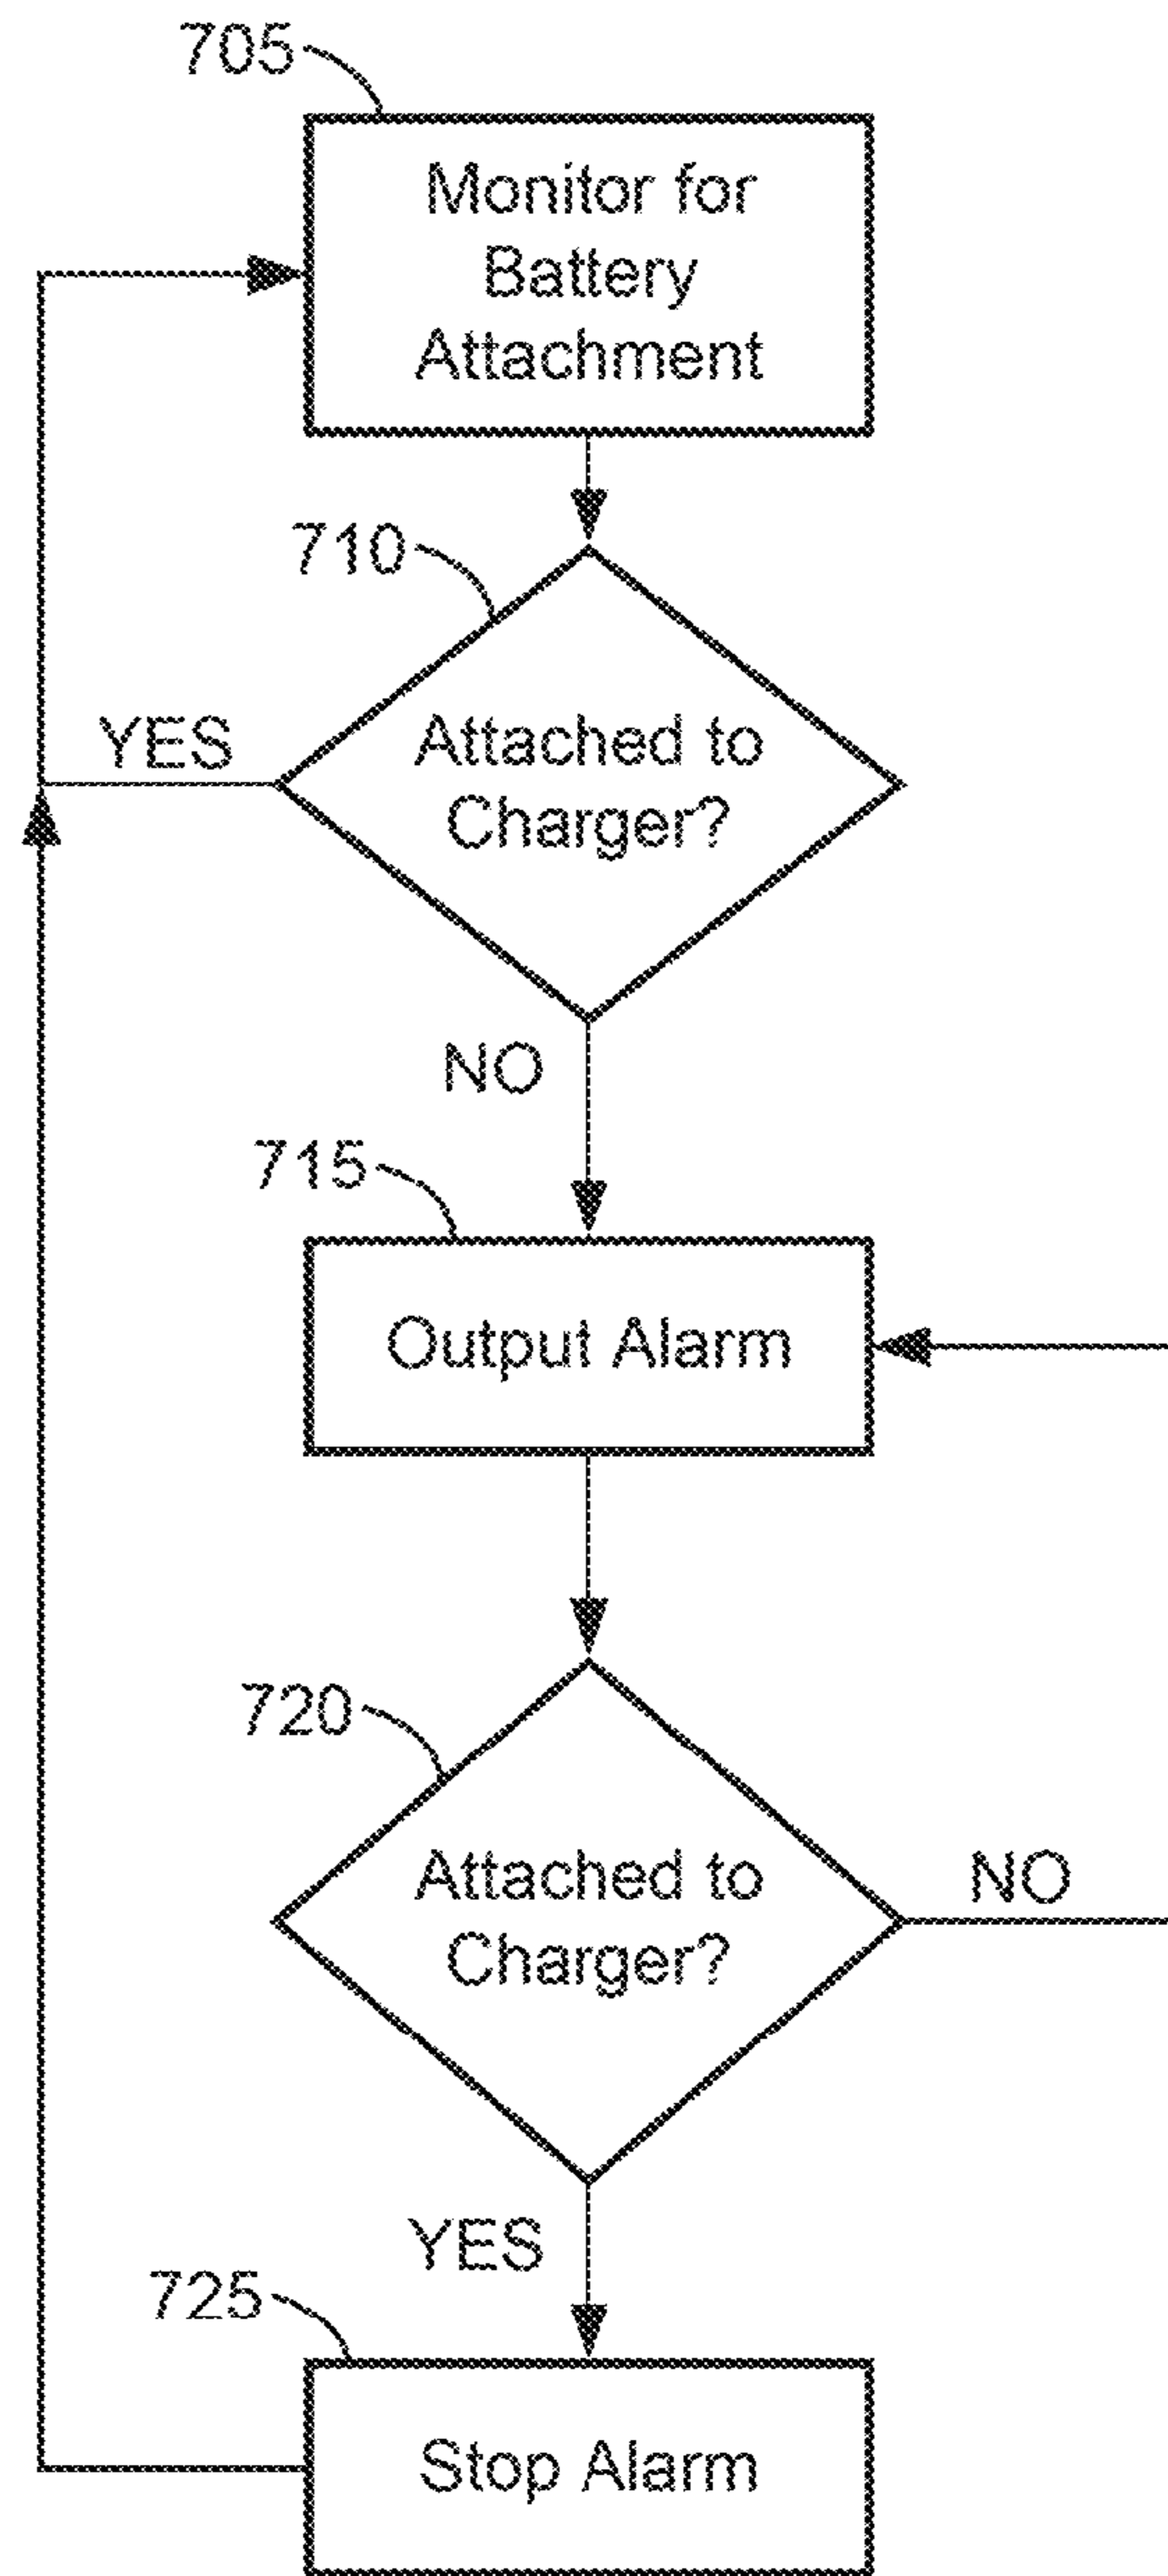 705
Monitor for
Battery
Attachment
710
Attached to
Charger?
YES
NO
715
Output Alarm
720
Attached to
Charger?
NO
YES
725
Stop Alarm